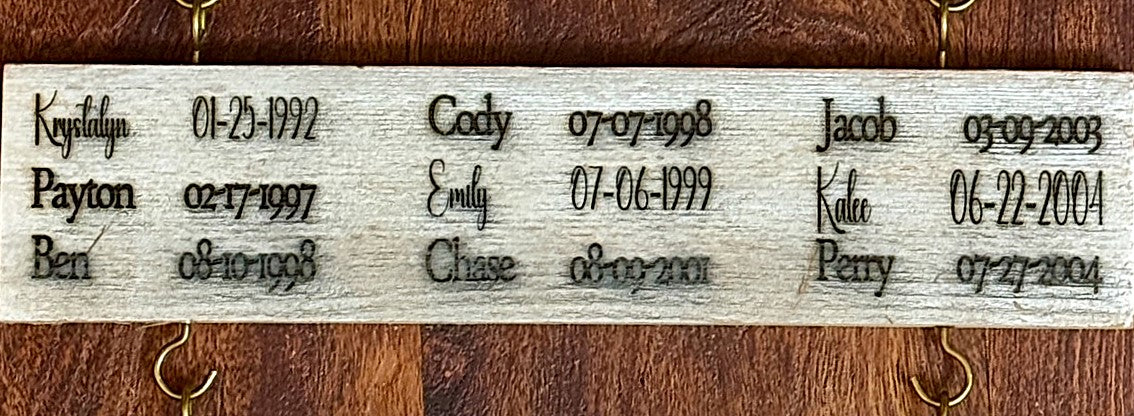 Krystalyn 01-25-1992 Cody 07-07-1998 Jacob 03-09-2003
Payton 02-17-1997 Emily 07-06-1999 Kalee 06-22-2004
Ben 08-10-1998 Chase 08-09-2001 Perry 07-27-2004